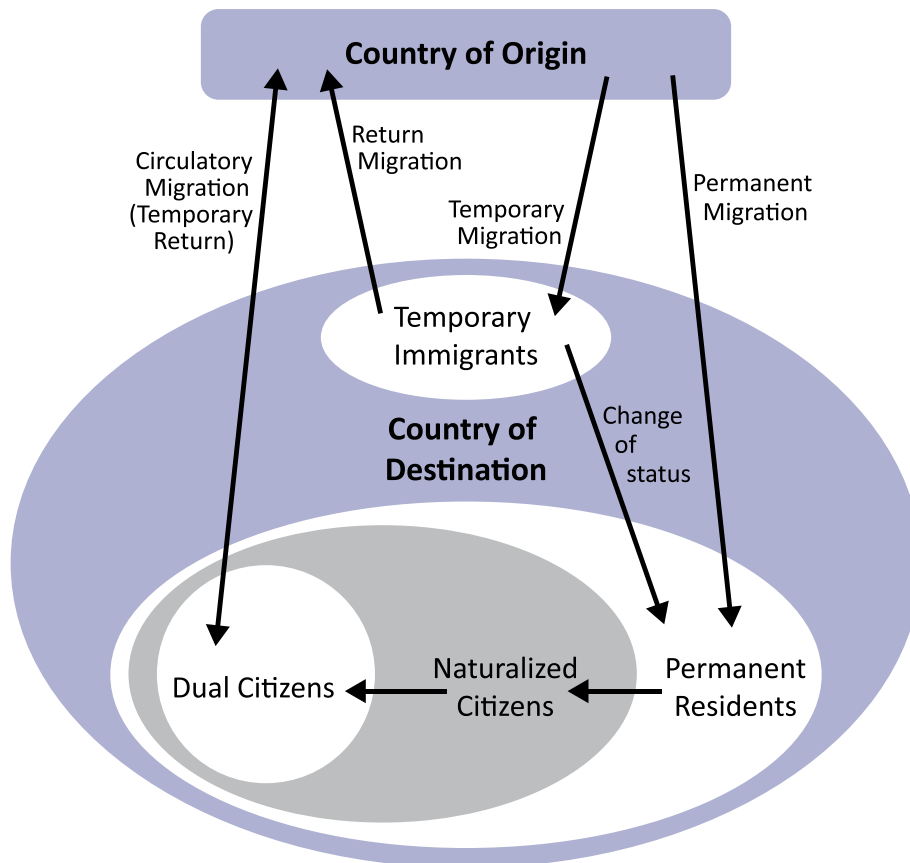 Country of Origin
Circulatory
Migration
(Temporary
Return)
Return
Migration
Temporary
Migration
Permanent
Migration
Temporary
Immigrants
Country of
Destination
Change
of
status
Dual Citizens
Naturalized
Citizens
Permanent
Residents